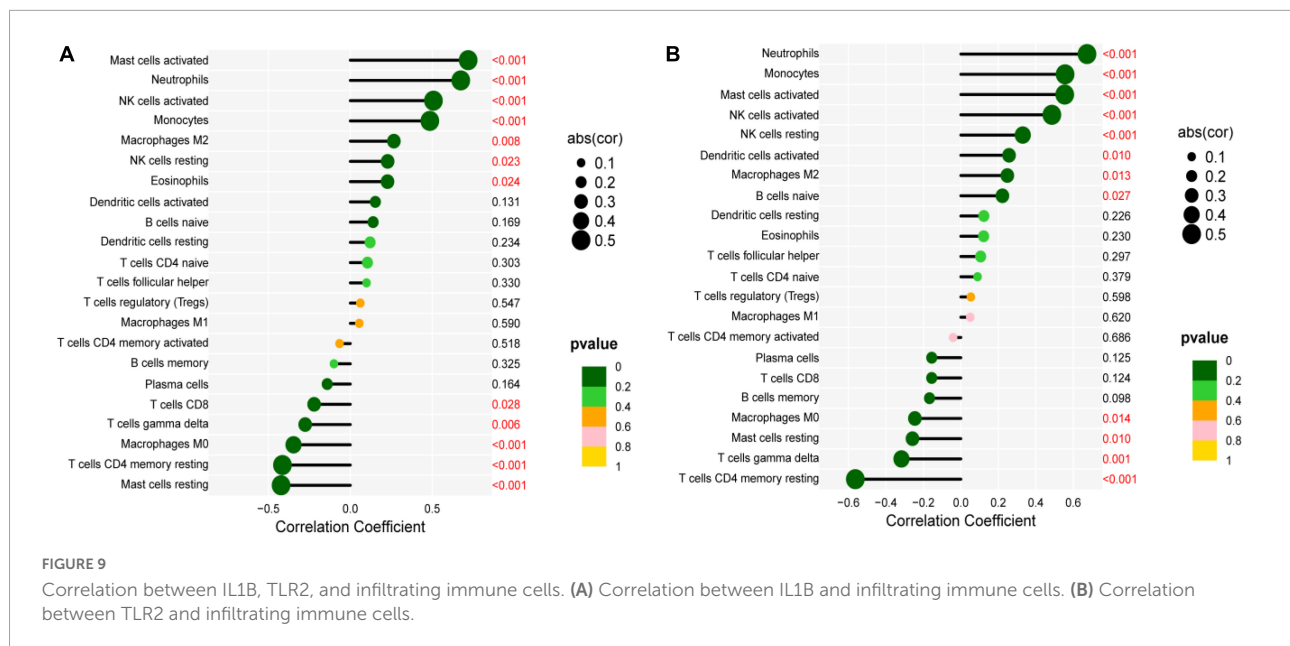 A
Mast cells activated <0.001
Neutrophils <0.001
NK cells activated <0.001
Monocytes <0.001
Macrophages M2 0.008
NK cells resting 0.023
Eosinophils 0.024
Dendritic cells activated 0.131
B cells naive 0.169
Dendritic cells resting 0.234
T cells CD4 naive 0.303
T cells follicular helper 0.330
T cells regulatory (Tregs) 0.547
Macrophages M1 0.590
T cells CD4 memory activated 0.518
B cells memory 0.325
Plasma cells 0.164
T cells CD8 0.028
T cells gamma delta 0.006
Macrophages M0 <0.001
T cells CD4 memory resting <0.001
Mast cells resting <0.001
−0.5 0.0 0.5
Correlation Coefficient
abs(cor)
0.1
0.2
0.3
0.4
0.5
pvalue
0
0.2
0.4
0.6
0.8
1
B
Neutrophils <0.001
Monocytes <0.001
Mast cells activated <0.001
NK cells activated <0.001
NK cells resting <0.001
Dendritic cells activated 0.010
Macrophages M2 0.013
B cells naive 0.027
Dendritic cells resting 0.226
Eosinophils 0.230
T cells follicular helper 0.297
T cells CD4 naive 0.379
T cells regulatory (Tregs) 0.598
Macrophages M1 0.620
T cells CD4 memory activated 0.686
Plasma cells 0.125
T cells CD8 0.124
B cells memory 0.098
Macrophages M0 0.014
Mast cells resting 0.010
T cells gamma delta 0.001
T cells CD4 memory resting <0.001
−0.6 −0.4 −0.2 0.0 0.2 0.4 0.6
Correlation Coefficient
abs(cor)
0.1
0.2
0.3
0.4
0.5
pvalue
0
0.2
0.4
0.6
0.8
1
FIGURE 9
Correlation between IL1B, TLR2, and infiltrating immune cells. (A) Correlation between IL1B and infiltrating immune cells. (B) Correlation
between TLR2 and infiltrating immune cells.